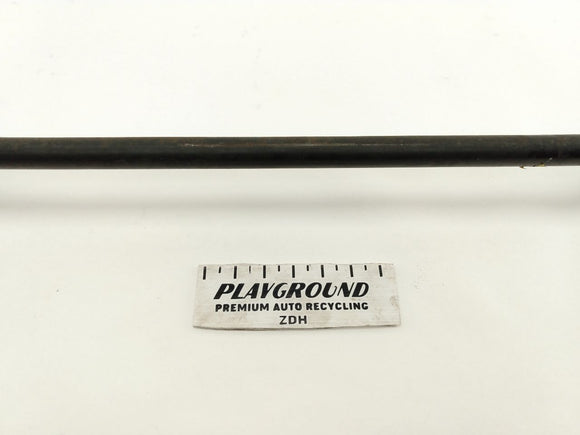 PLAYGROUND
PREMIUM AUTO RECYCLING
ZDH